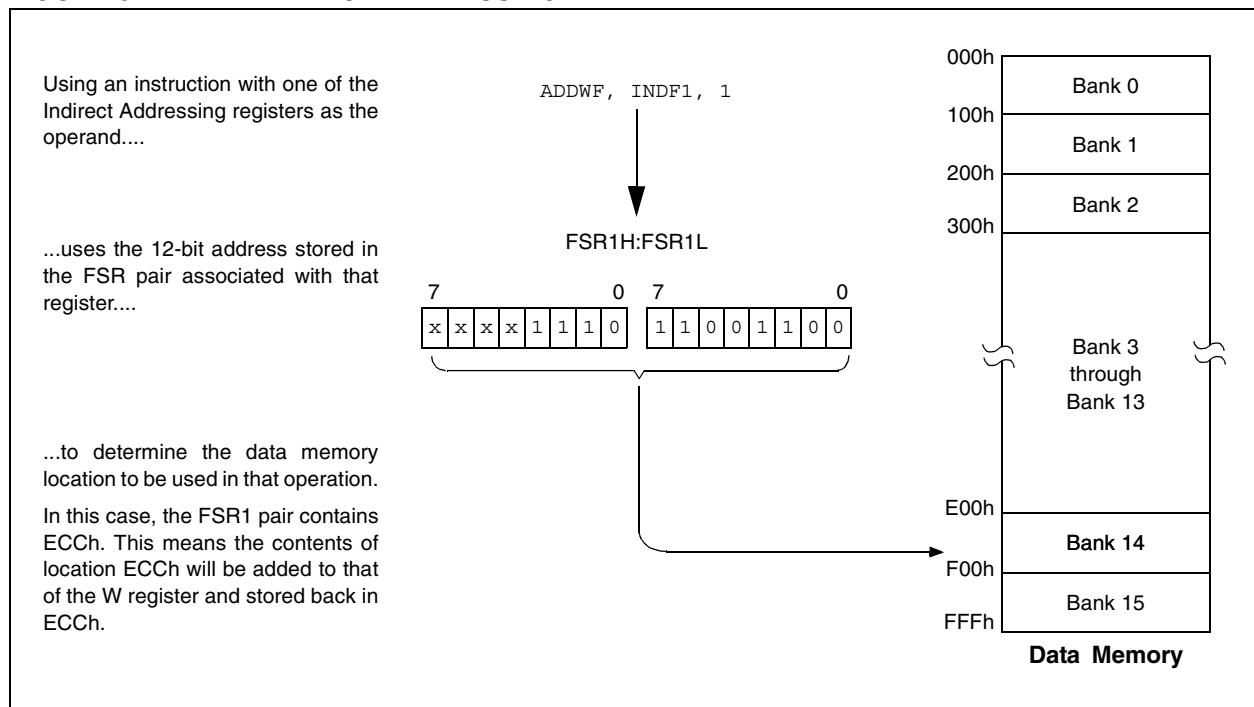 Using an instruction with one of the
Indirect Addressing registers as the
operand....
ADDWF, INDF1, 1
...uses the 12-bit address stored in
the FSR pair associated with that
register....
FSR1H:FSR1L
7 0 7 0
x x x x 1 1 1 0 1 1 0 0 1 1 0 0
...to determine the data memory
location to be used in that operation.
In this case, the FSR1 pair contains
ECCh. This means the contents of
location ECCh will be added to that
of the W register and stored back in
ECCh.
000h
Bank 0
100h
Bank 1
200h
Bank 2
300h
Bank 3
through
Bank 13
E00h
Bank 14
F00h
Bank 15
FFFh
Data Memory